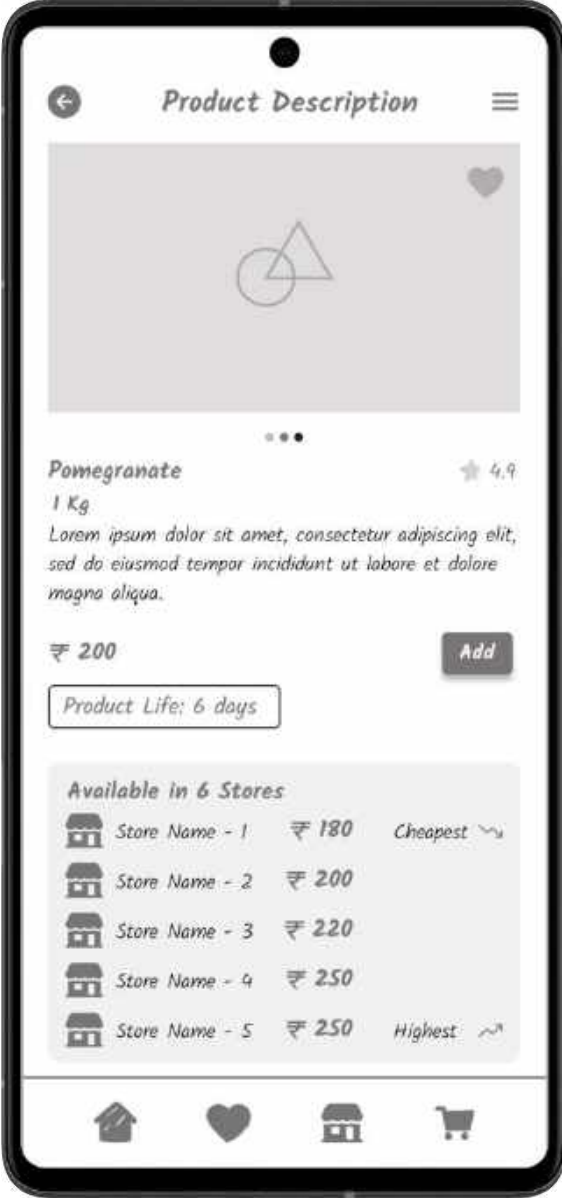 Product Description
Pomegranate 4.9
1 Kg
Lorem ipsum dolor sit amet, consectetur adipiscing elit,
sed do eiusmod tempor incididunt ut labore et dolore
magna aliqua.
₹ 200 Add
Product Life: 6 days
Available in 6 Stores
Store Name - 1 ₹ 180 Cheapest
Store Name - 2 ₹ 200
Store Name - 3 ₹ 220
Store Name - 4 ₹ 250
Store Name - 5 ₹ 250 Highest